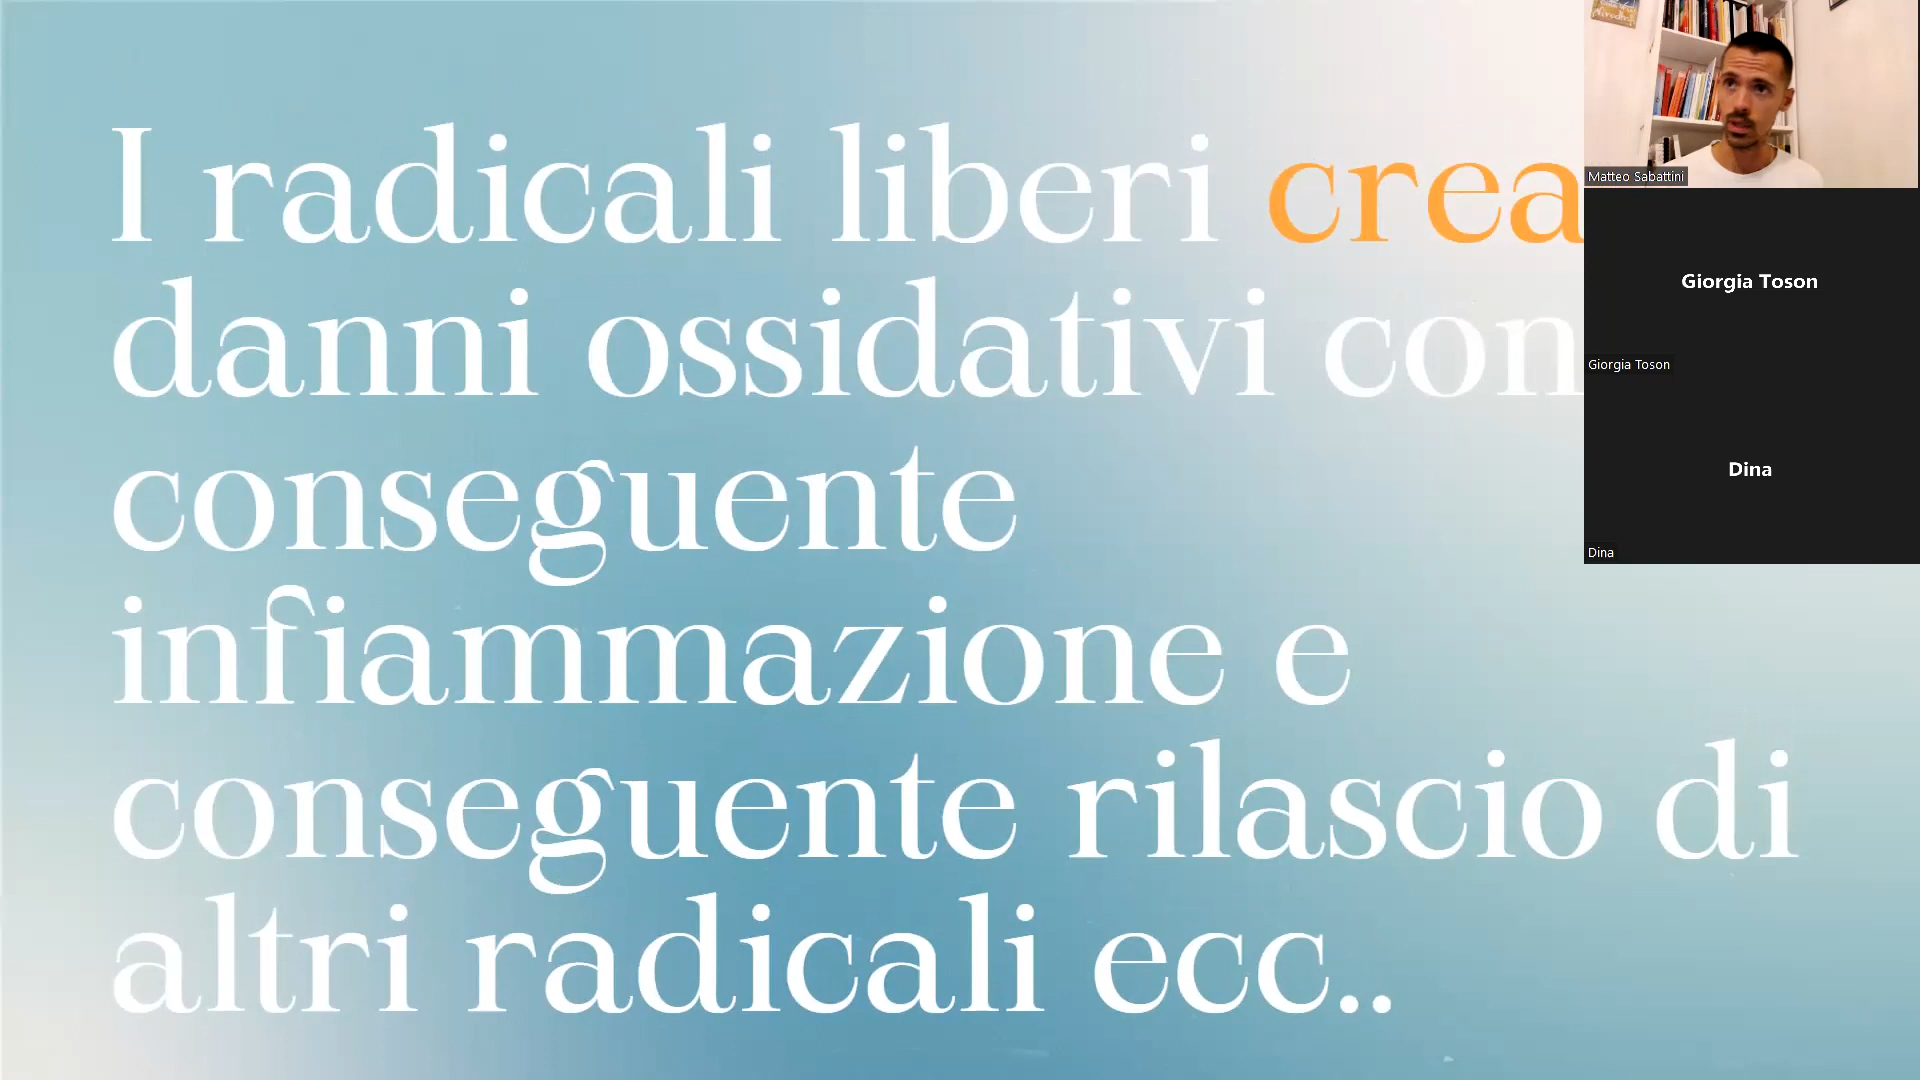 I radicali liberi crea
danni ossidativi con
conseguente
infiammazione e
conseguente rilascio di
altri radicali ecc..
Matteo Sabattini
Giorgia Toson
Giorgia Toson
Dina
Dina